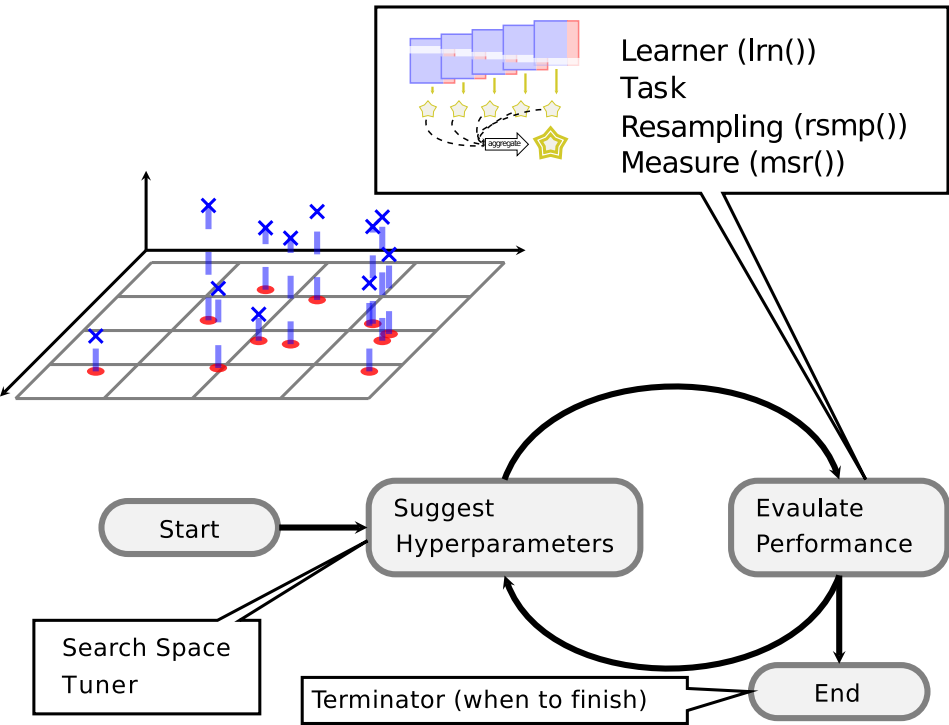 Learner (lrn())
Task
Resampling (rsmp())
Measure (msr())
aggregate
Start
Suggest
Hyperparameters
Evaulate
Performance
Search Space
Tuner
Terminator (when to finish)
End